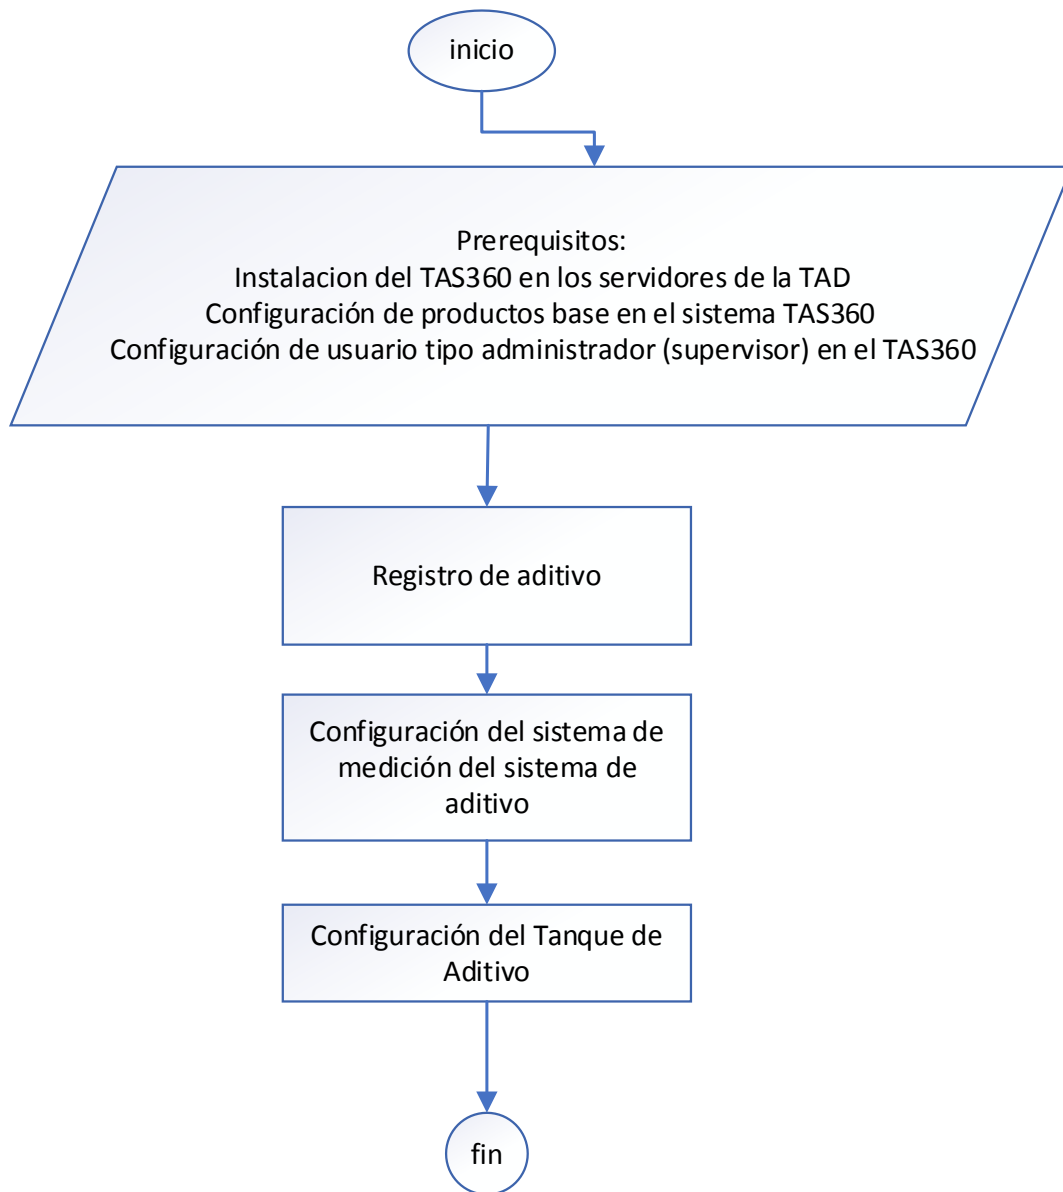 inicio
Prerequisitos:
Instalacion del TAS360 en los servidores de la TAD
Configuración de productos base en el sistema TAS360
Configuración de usuario tipo administrador (supervisor) en el TAS360
Registro de aditivo
Configuración del sistema de
medición del sistema de
aditivo
Configuración del Tanque de
Aditivo
fin